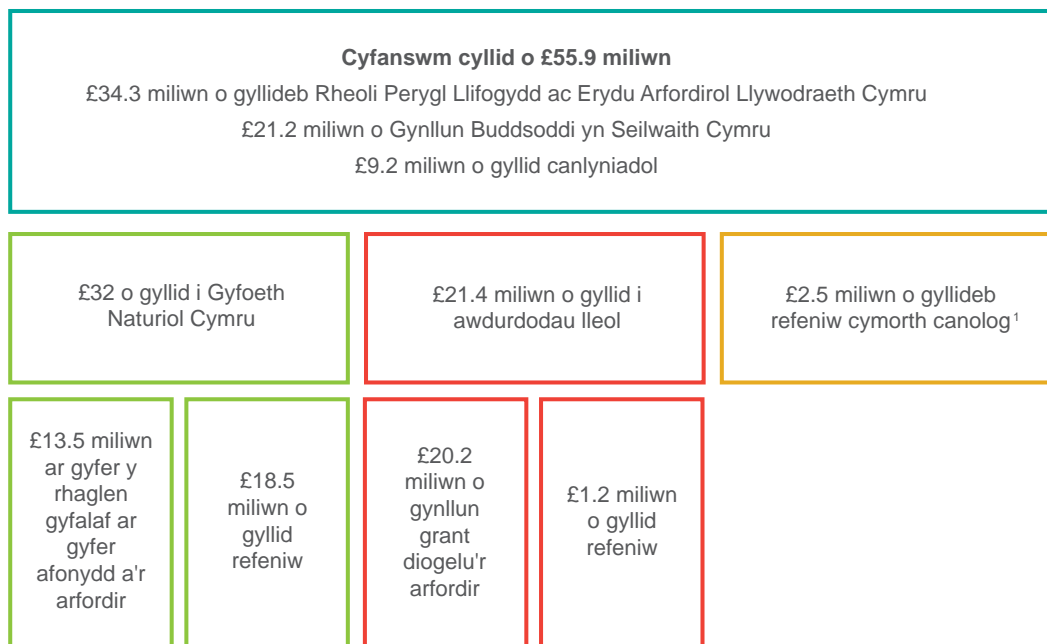 Cyfanswm cyllid o £55.9 miliwn
£34.3 miliwn o gyllideb Rheoli Perygl Llifogydd ac Erydu Arfordirol Llywodraeth Cymru
£21.2 miliwn o Gynllun Buddsoddi yn Seilwaith Cymru
£9.2 miliwn o gyllid canlyniadol
£32 o gyllid i Gyfoeth
Naturiol Cymru
£21.4 miliwn o gyllid i
awdurdodau lleol
£2.5 miliwn o gyllideb
refeniw cymorth canolog¹
£13.5 miliwn
ar gyfer y
rhaglen
gyfalaf ar
gyfer
afonydd a'r
arfordir
£18.5
miliwn o
gyllid
refeniw
£20.2
miliwn o
gynllun
grant
diogelu'r
arfordir
£1.2 miliwn
o gyllid
refeniw